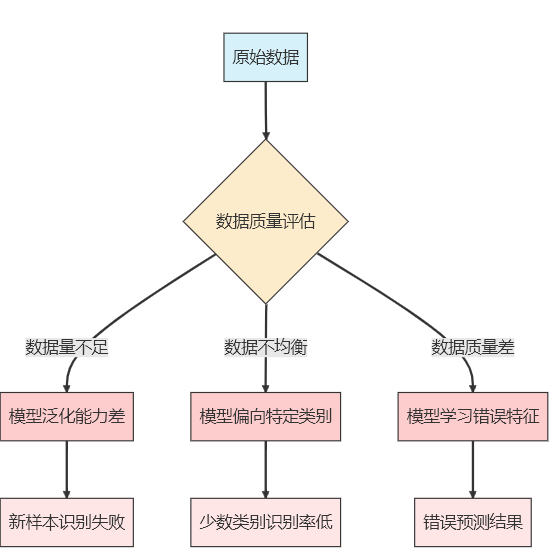 原始数据
数据质量评估
数据量不足
数据不均衡
数据质量差
模型泛化能力差
模型偏向特定类别
模型学习错误特征
新样本识别失败
少数类别识别率低
错误预测结果